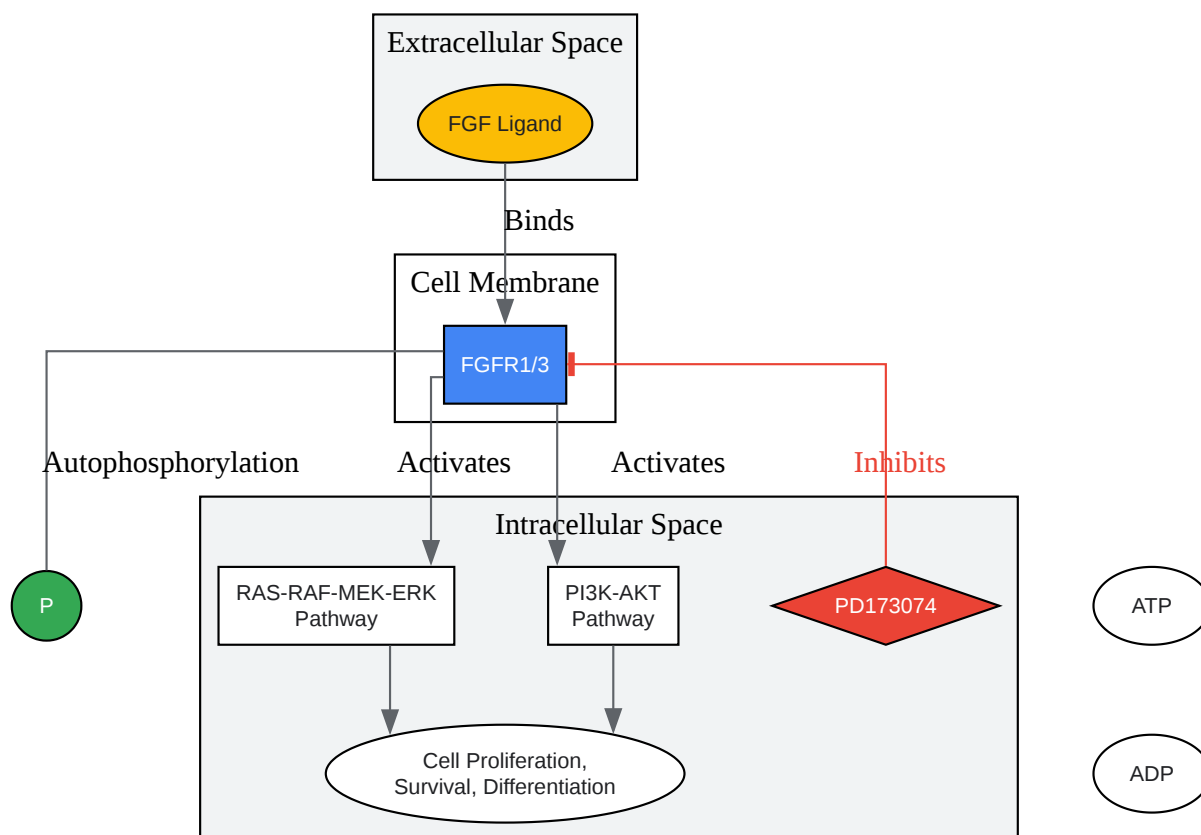 Extracellular Space
FGF Ligand
Binds
Cell Membrane
FGFR1/3
Autophosphorylation
Activates
Activates
Inhibits
Intracellular Space
P
RAS-RAF-MEK-ERK
Pathway
PI3K-AKT
Pathway
PD173074
ATP
Cell Proliferation,
Survival, Differentiation
ADP